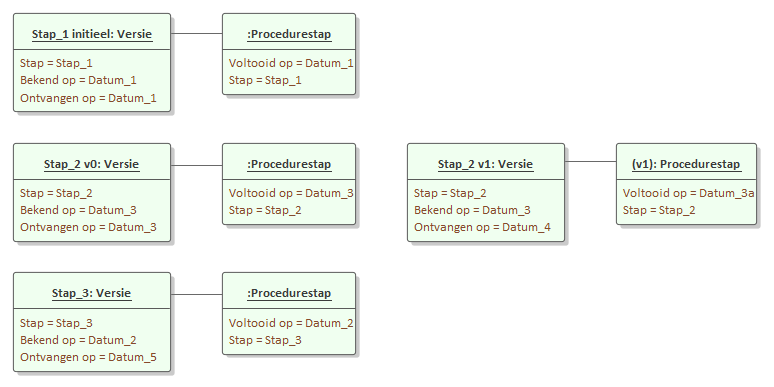 Stap_1 initieel: Versie
Stap = Stap_1
Bekend op = Datum_1
Ontvangen op = Datum_1
:Procedurestap
Voltooid op = Datum_1
Stap = Stap_1
Stap_2 v0: Versie
Stap = Stap_2
Bekend op = Datum_3
Ontvangen op = Datum_3
:Procedurestap
Voltooid op = Datum_3
Stap = Stap_2
Stap_2 v1: Versie
Stap = Stap_2
Bekend op = Datum_3
Ontvangen op = Datum_4
(v1): Procedurestap
Voltooid op = Datum_3a
Stap = Stap_2
Stap_3: Versie
Stap = Stap_3
Bekend op = Datum_2
Ontvangen op = Datum_5
:Procedurestap
Voltooid op = Datum_2
Stap = Stap_3